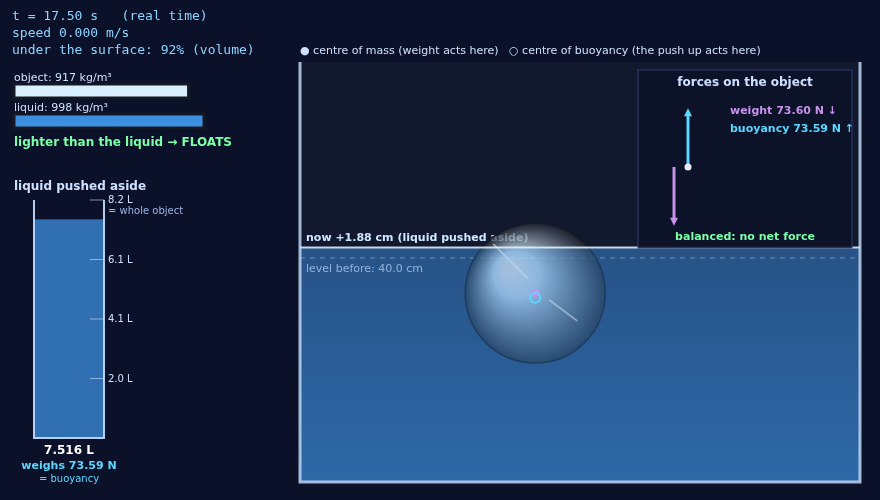 t = 17.50 s   (real time)
speed 0.000 m/s
under the surface: 92% (volume)
● centre of mass (weight acts here)   ○ centre of buoyancy (the push up acts here)
object: 917 kg/m³
liquid: 998 kg/m³
lighter than the liquid → FLOATS
forces on the object
weight 73.60 N ↓
buoyancy 73.59 N ↑
balanced: no net force
liquid pushed aside
8.2 L
= whole object
6.1 L
4.1 L
2.0 L
7.516 L
weighs 73.59 N
= buoyancy
now +1.88 cm (liquid pushed aside)
level before: 40.0 cm